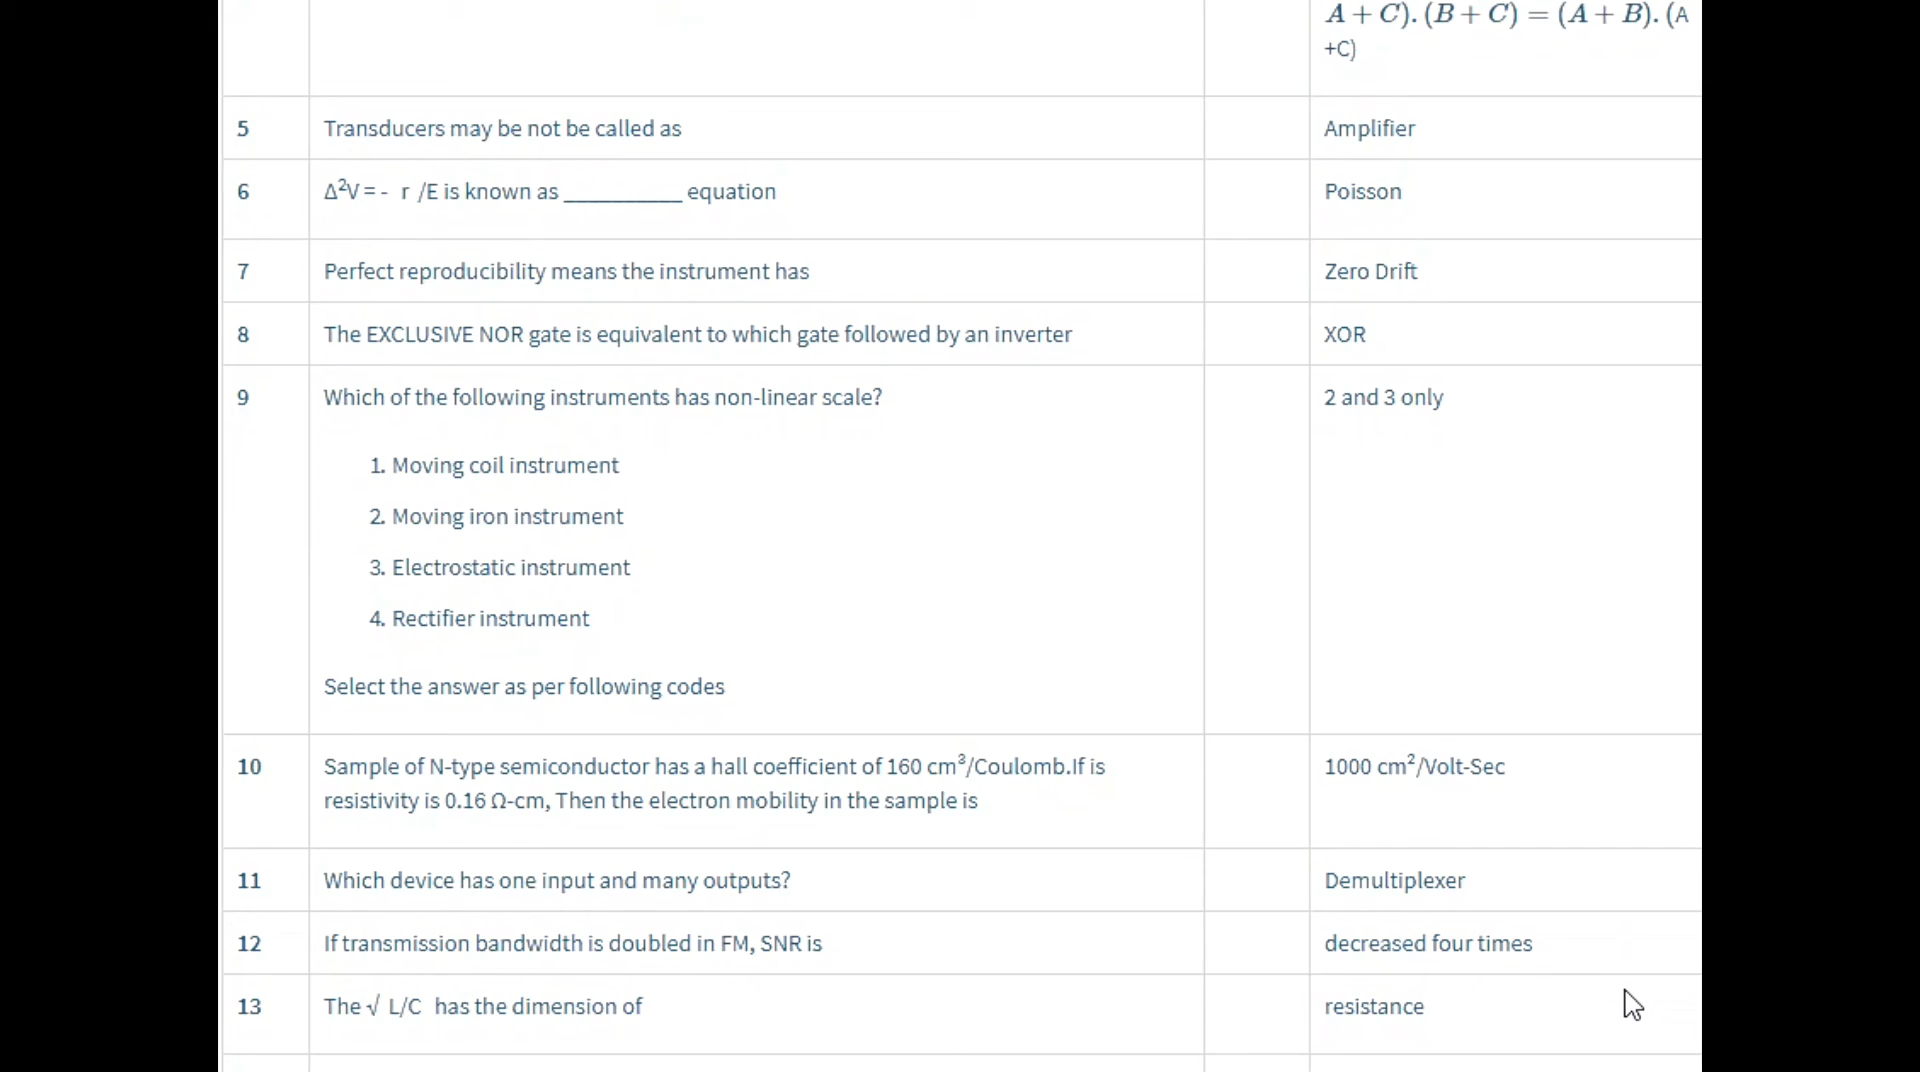 A + C). (B + C) = (A + B). (A
+C)
5 Transducers may be not be called as Amplifier
6 Δ²V = - r /E is known as __________ equation Poisson
7 Perfect reproducibility means the instrument has Zero Drift
8 The EXCLUSIVE NOR gate is equivalent to which gate followed by an inverter XOR
9 Which of the following instruments has non-linear scale? 2 and 3 only
1. Moving coil instrument
2. Moving iron instrument
3. Electrostatic instrument
4. Rectifier instrument
Select the answer as per following codes
10 Sample of N-type semiconductor has a hall coefficient of 160 cm³/Coulomb.If is 1000 cm²/Volt-Sec
resistivity is 0.16 Ω-cm, Then the electron mobility in the sample is
11 Which device has one input and many outputs? Demultiplexer
12 If transmission bandwidth is doubled in FM, SNR is decreased four times
13 The √ L/C has the dimension of resistance